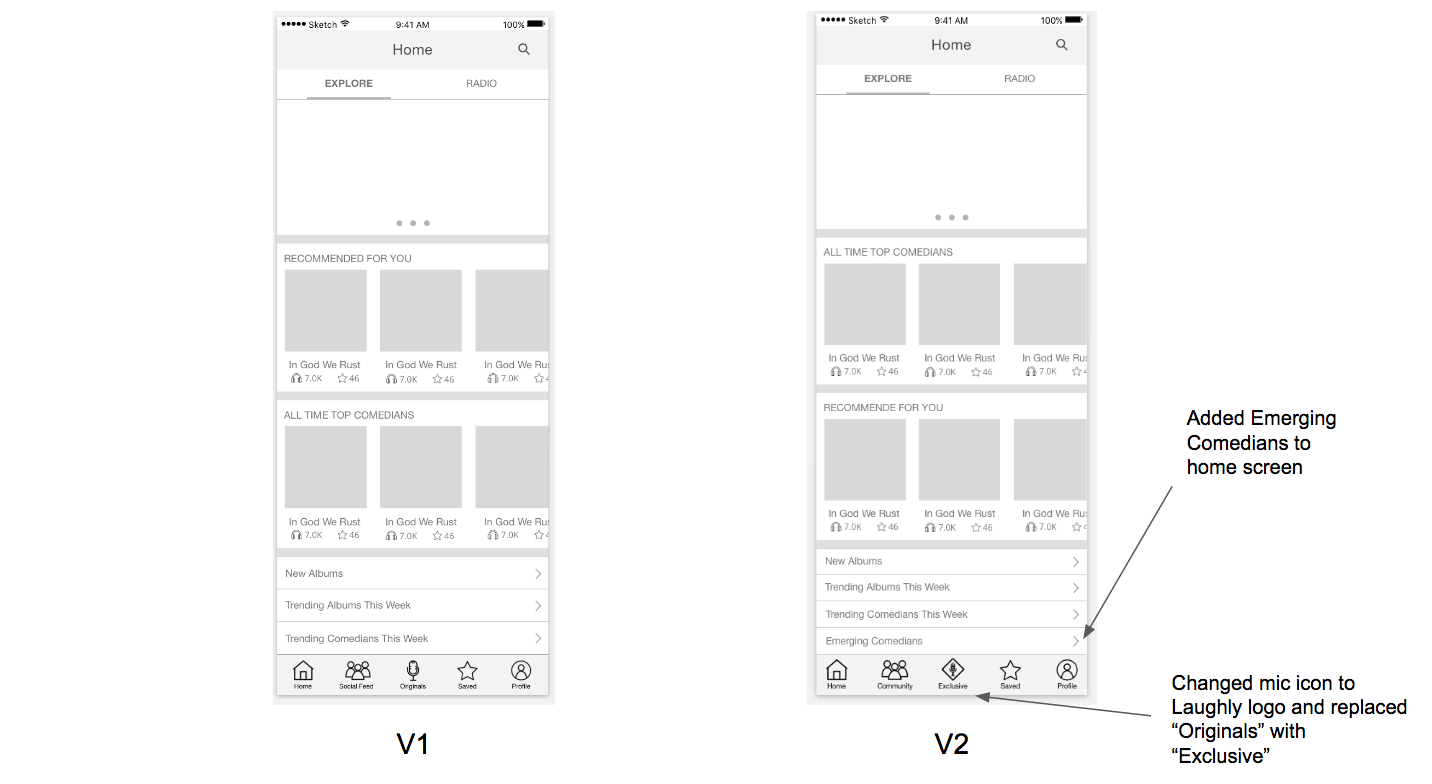 Sketch 9:41 AM 100%
Home
EXPLORE RADIO
RECOMMENDED FOR YOU
In God We Rust In God We Rust In God We Ru
7.0K 46 7.0K 46 7.0K 4
ALL TIME TOP COMEDIANS
In God We Rust In God We Rust In God We Ru
7.0K 46 7.0K 46 7.0K 4
New Albums
Trending Albums This Week
Trending Comedians This Week
Home Social Feed Orginals Saved Profile
V1
Sketch 9:41 AM 100%
Home
EXPLORE RADIO
ALL TIME TOP COMEDIANS
In God We Rust In God We Rust In God We Rus
7.0K 46 7.0K 46 7.0K 4
RECOMMENDE FOR YOU
In God We Rust In God We Rust In God We Rus
7.0K 46 7.0K 46 7.0K 4
New Albums
Trending Albums This Week
Trending Comedians This Week
Emerging Comedians
Home Community Exclusive Saved Profile
V2
Added Emerging
Comedians to
home screen
Changed mic icon to
Laughly logo and replaced
“Originals” with
“Exclusive”